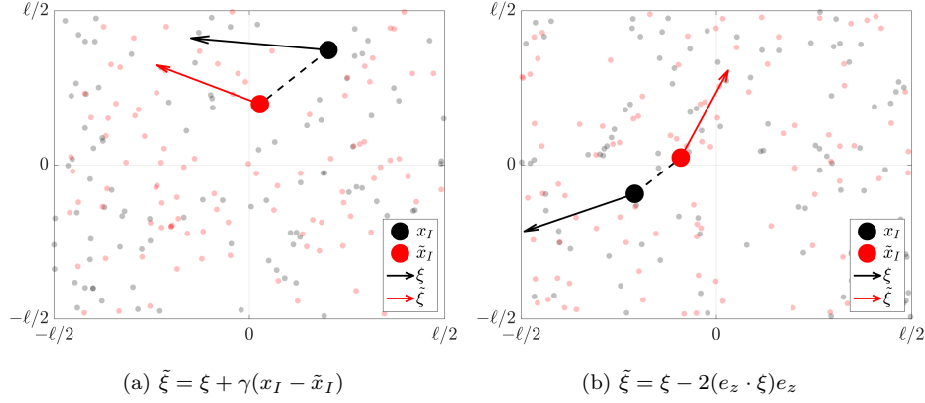 ℓ/2
0
−ℓ/2
−ℓ/2 0 ℓ/2
x_I
x̃_I
ξ
ξ̃
(a) ξ̃ = ξ + γ(x_I − x̃_I)
ℓ/2
0
−ℓ/2
−ℓ/2 0 ℓ/2
x_I
x̃_I
ξ
ξ̃
(b) ξ̃ = ξ − 2(e_z · ξ)e_z